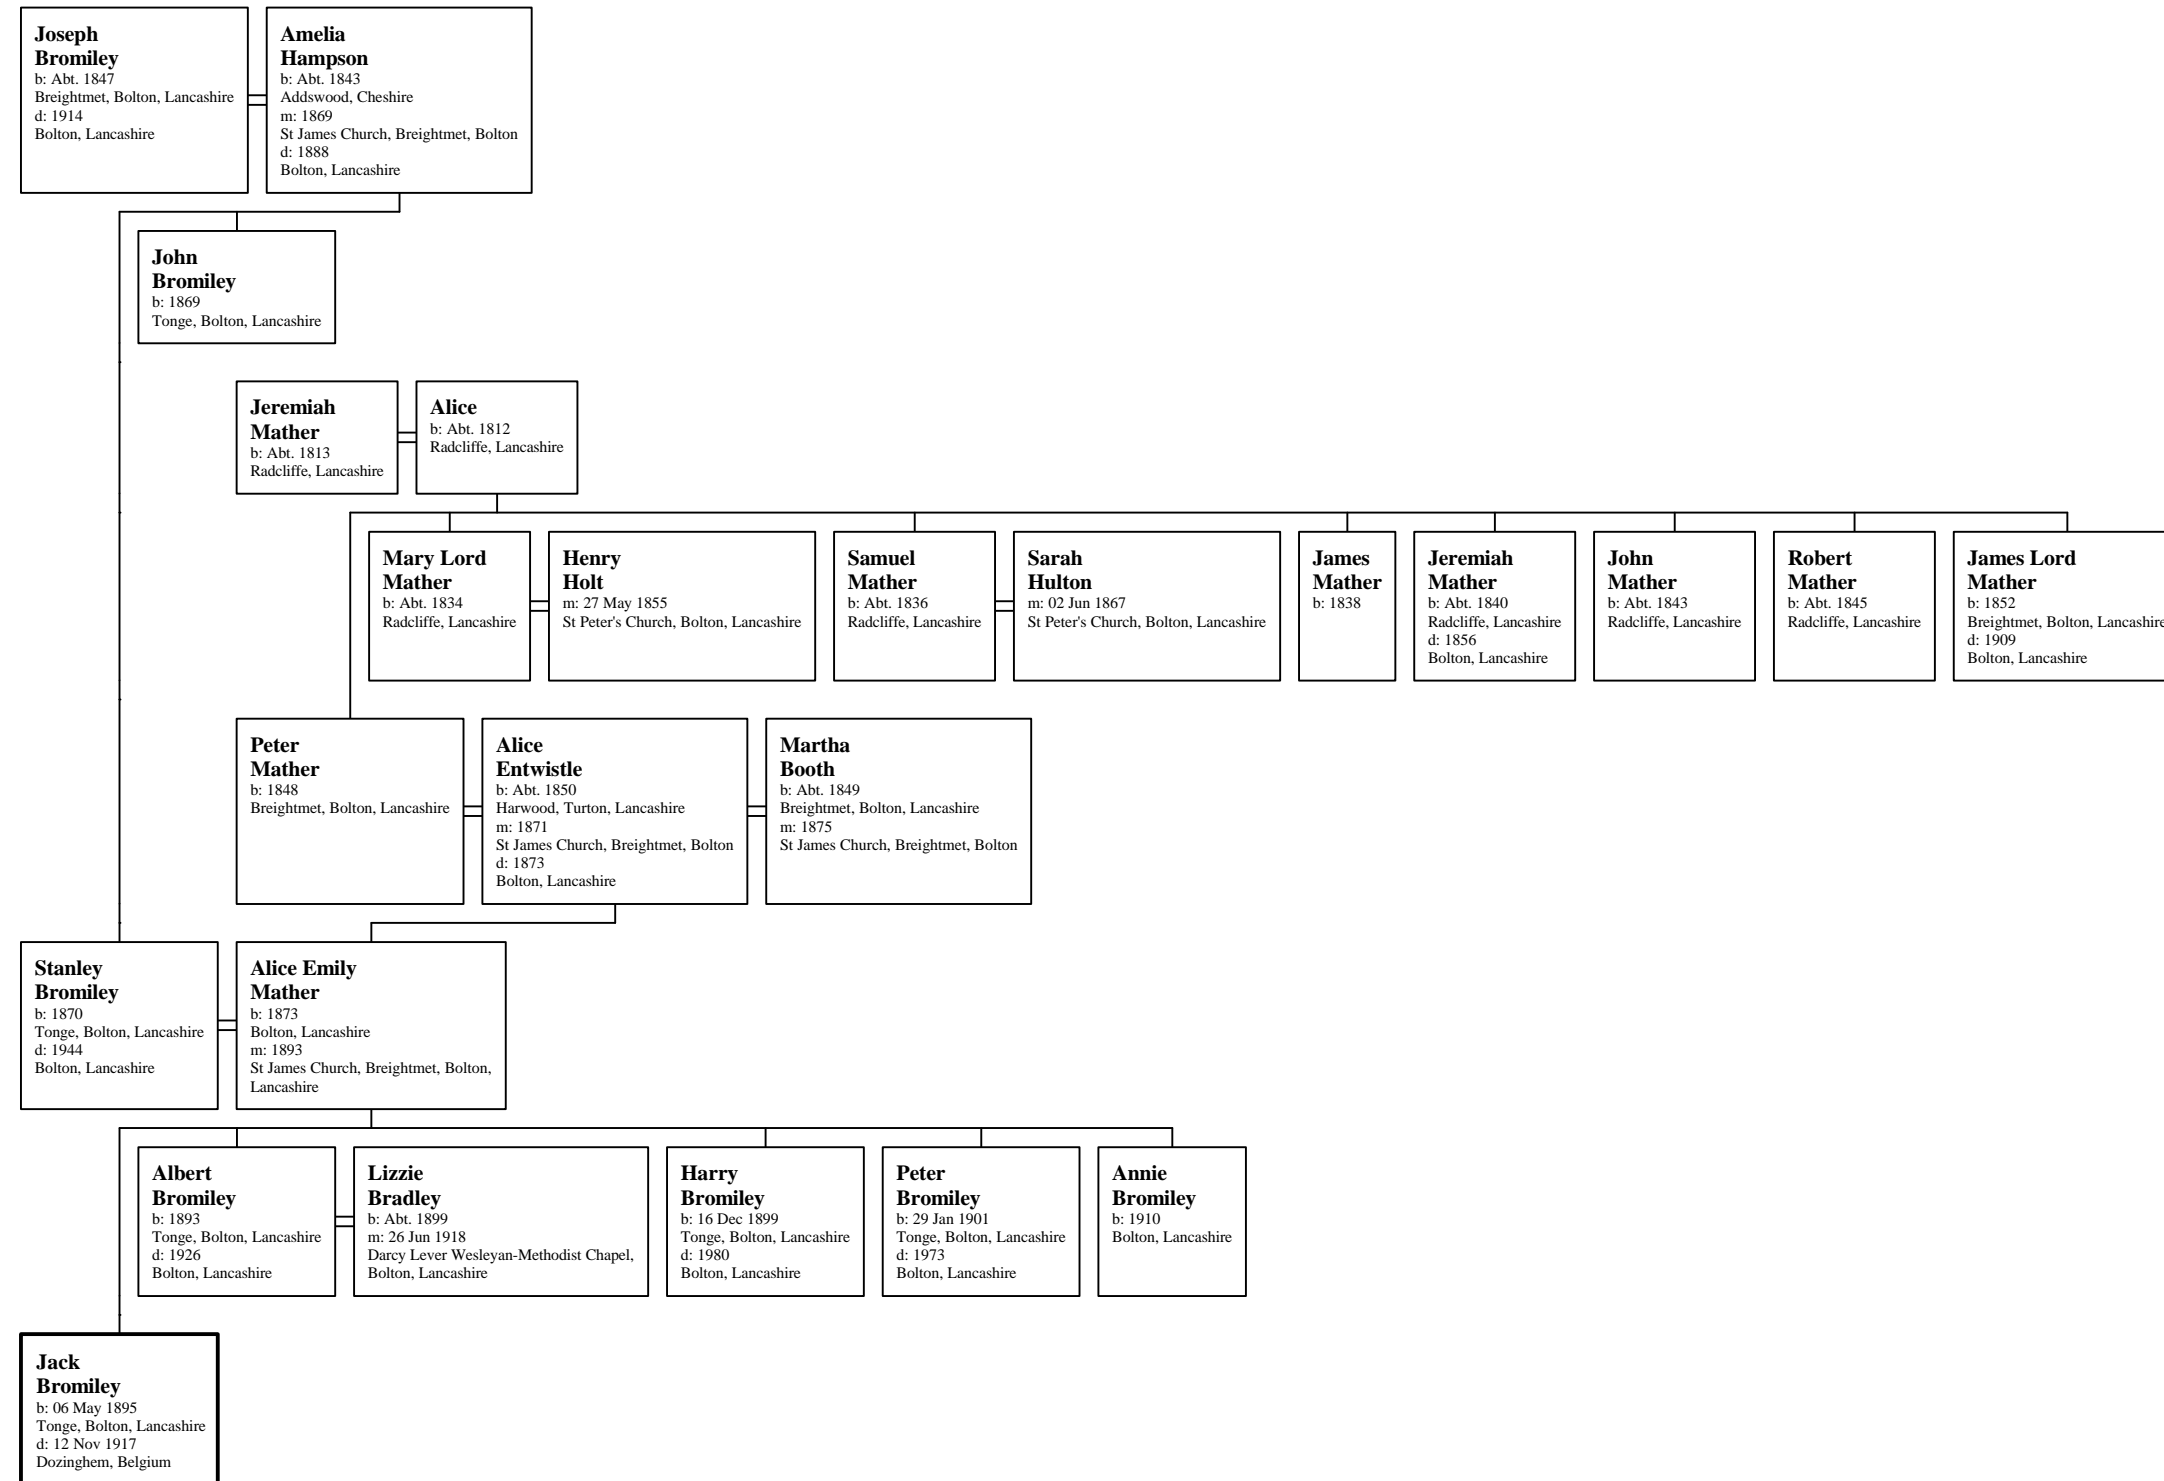 Joseph
Bromiley
b: Abt. 1847
Breightmet, Bolton, Lancashire
d: 1914
Bolton, Lancashire
Amelia
Hampson
b: Abt. 1843
Addswood, Cheshire
m: 1869
St James Church, Breightmet, Bolton
d: 1888
Bolton, Lancashire
John
Bromiley
b: 1869
Tonge, Bolton, Lancashire
Jeremiah
Mather
b: Abt. 1813
Radcliffe, Lancashire
Alice
b: Abt. 1812
Radcliffe, Lancashire
Mary Lord
Mather
b: Abt. 1834
Radcliffe, Lancashire
Henry
Holt
m: 27 May 1855
St Peter's Church, Bolton, Lancashire
Samuel
Mather
b: Abt. 1836
Radcliffe, Lancashire
Sarah
Hulton
m: 02 Jun 1867
St Peter's Church, Bolton, Lancashire
James
Mather
b: 1838
Jeremiah
Mather
b: Abt. 1840
Radcliffe, Lancashire
d: 1856
Bolton, Lancashire
John
Mather
b: Abt. 1843
Radcliffe, Lancashire
Robert
Mather
b: Abt. 1845
Radcliffe, Lancashire
James Lord
Mather
b: 1852
Breightmet, Bolton, Lancashire
d: 1909
Bolton, Lancashire
Peter
Mather
b: 1848
Breightmet, Bolton, Lancashire
Alice
Entwistle
b: Abt. 1850
Harwood, Turton, Lancashire
m: 1871
St James Church, Breightmet, Bolton
d: 1873
Bolton, Lancashire
Martha
Booth
b: Abt. 1849
Breightmet, Bolton, Lancashire
m: 1875
St James Church, Breightmet, Bolton
Stanley
Bromiley
b: 1870
Tonge, Bolton, Lancashire
d: 1944
Bolton, Lancashire
Alice Emily
Mather
b: 1873
Bolton, Lancashire
m: 1893
St James Church, Breightmet, Bolton,
Lancashire
Albert
Bromiley
b: 1893
Tonge, Bolton, Lancashire
d: 1926
Bolton, Lancashire
Lizzie
Bradley
b: Abt. 1899
m: 26 Jun 1918
Darcy Lever Wesleyan-Methodist Chapel,
Bolton, Lancashire
Harry
Bromiley
b: 16 Dec 1899
Tonge, Bolton, Lancashire
d: 1980
Bolton, Lancashire
Peter
Bromiley
b: 29 Jan 1901
Tonge, Bolton, Lancashire
d: 1973
Bolton, Lancashire
Annie
Bromiley
b: 1910
Bolton, Lancashire
Jack
Bromiley
b: 06 May 1895
Tonge, Bolton, Lancashire
d: 12 Nov 1917
Dozinghem, Belgium